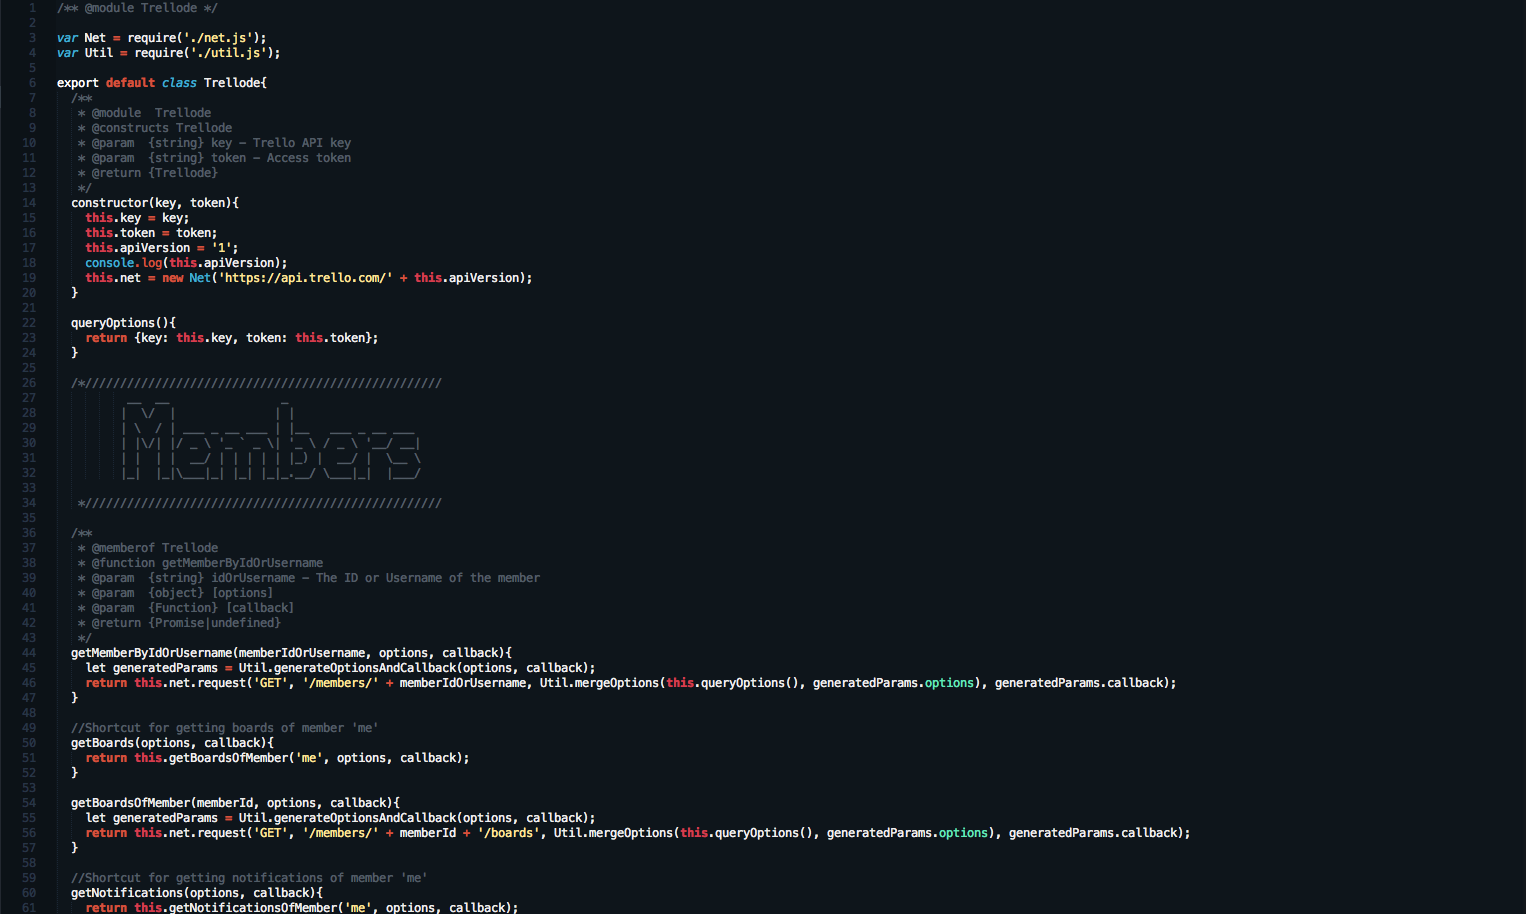 1 /** @module Trellode */
2
3 var Net = require('./net.js');
4 var Util = require('./util.js');
5
6 export default class Trellode{
7   /**
8    * @module  Trellode
9    * @constructs Trellode
10    * @param  {string} key – Trello API key
11    * @param  {string} token – Access token
12    * @return {Trellode}
13    */
14   constructor(key, token){
15     this.key = key;
16     this.token = token;
17     this.apiVersion = '1';
18     console.log(this.apiVersion);
19     this.net = new Net('https://api.trello.com/' + this.apiVersion);
20   }
21
22   queryOptions(){
23     return {key: this.key, token: this.token};
24   }
25
26   /*///////////////////////////////////////////////////
27           __  __                _
28          |  \/  |              | |
29          | \  / | ___ _ __ ___ | |__   ___ _ __ ___
30          | |\/| |/ _ \ '_ ` _ \| '_ \ / _ \ '__/ __|
31          | |  | |  __/ | | | | | |_) |  __/ |  \__ \
32          |_|  |_|\___|_| |_| |_|_.__/ \___|_|  |___/
33
34    *///////////////////////////////////////////////////
35
36   /**
37    * @memberof Trellode
38    * @function getMemberByIdOrUsername
39    * @param  {string} idOrUsername – The ID or Username of the member
40    * @param  {object} [options]
41    * @param  {Function} [callback]
42    * @return {Promise|undefined}
43    */
44   getMemberByIdOrUsername(memberIdOrUsername, options, callback){
45     let generatedParams = Util.generateOptionsAndCallback(options, callback);
46     return this.net.request('GET', '/members/' + memberIdOrUsername, Util.mergeOptions(this.queryOptions(), generatedParams.options), generatedParams.callback);
47   }
48
49   //Shortcut for getting boards of member 'me'
50   getBoards(options, callback){
51     return this.getBoardsOfMember('me', options, callback);
52   }
53
54   getBoardsOfMember(memberId, options, callback){
55     let generatedParams = Util.generateOptionsAndCallback(options, callback);
56     return this.net.request('GET', '/members/' + memberId + '/boards', Util.mergeOptions(this.queryOptions(), generatedParams.options), generatedParams.callback);
57   }
58
59   //Shortcut for getting notifications of member 'me'
60   getNotifications(options, callback){
61     return this.getNotificationsOfMember('me', options, callback);